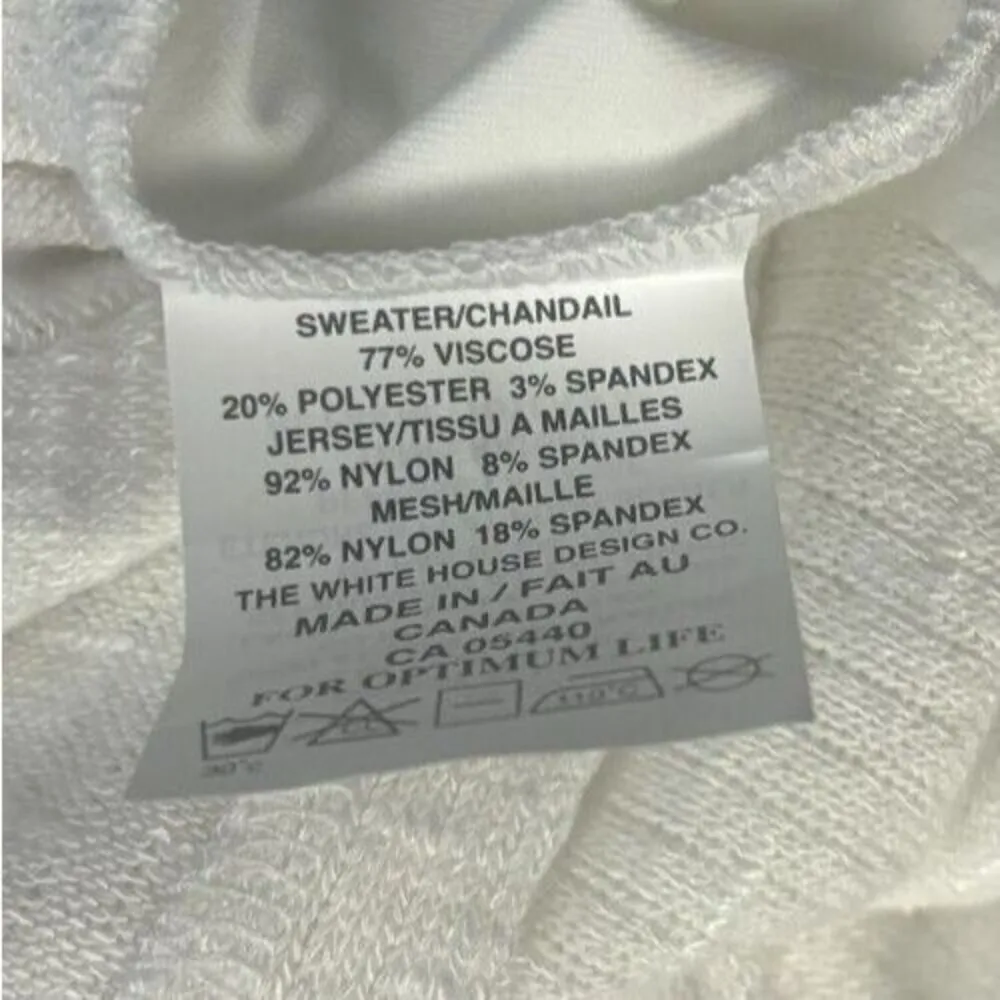 SWEATER/CHANDAIL
77% VISCOSE
20% POLYESTER 3% SPANDEX
JERSEY/TISSU A MAILLES
92% NYLON 8% SPANDEX
MESH/MAILLE
82% NYLON 18% SPANDEX
THE WHITE HOUSE DESIGN CO.
MADE IN / FAIT AU
CANADA
CA 05440
FOR OPTIMUM LIFE
110°C
30°C